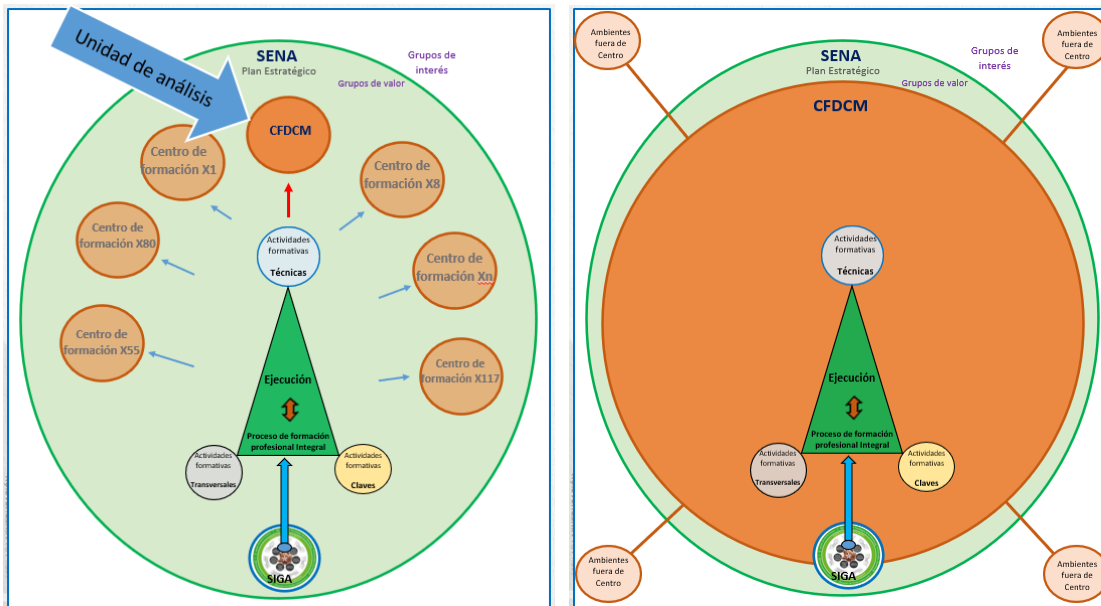 Unidad de análisis
SENA
Plan Estratégico
Grupos de valor
Grupos de
interés
CFDCM
Centro de
formación X1
Centro de
formación X8
Centro de
formación X80
Centro de
formación Xn
Centro de
formación X55
Centro de
formación X117
Actividades
formativas
Técnicas
Ejecución
Proceso de formación
profesional Integral
Actividades
formativas
Transversales
Actividades
formativas
Claves
SIGA
Ambientes
fuera de
Centro
Ambientes
fuera de
Centro
SENA
Plan Estratégico
Grupos de valor
Grupos de
interés
CFDCM
Actividades
formativas
Técnicas
Ejecución
Proceso de formación
profesional Integral
Actividades
formativas
Transversales
Actividades
formativas
Claves
SIGA
Ambientes
fuera de
Centro
Ambientes
fuera de
Centro